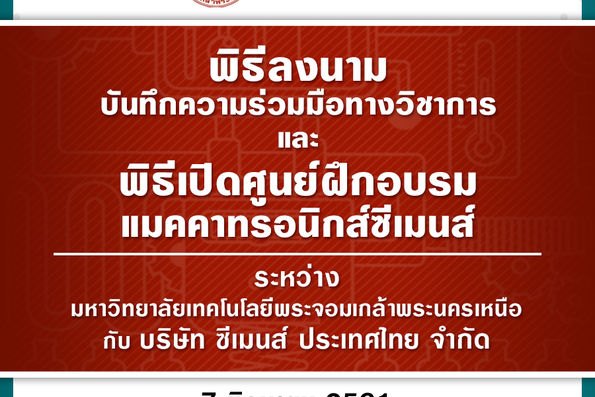 พิธีลงนาม
บันทึกความร่วมมือทางวิชาการ
และ
พิธีเปิดศูนย์ฝึกอบรม
แมคคาทรอนิกส์ซีเมนส์
ระหว่าง
มหาวิทยาลัยเทคโนโลยีพระจอมเกล้าพระนครเหนือ
กับ บริษัท ซีเมนส์ ประเทศไทย จำกัด